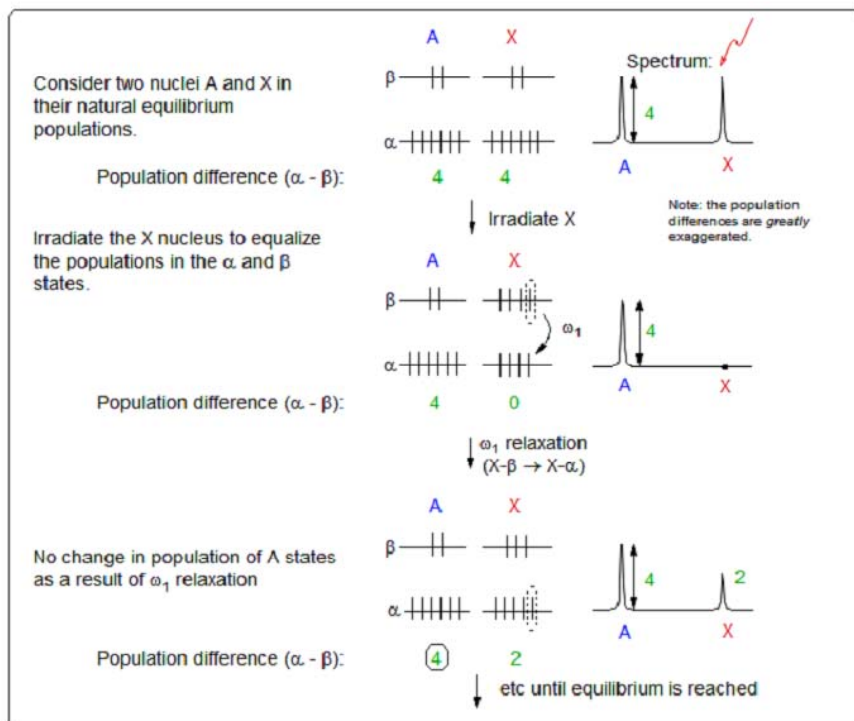 A X
Consider two nuclei A and X in
their natural equilibrium
populations.
β
α
Spectrum:
4
A X
Population difference (α - β): 4 4
Irradiate X
Note: the population
differences are greatly
exaggerated.
Irradiate the X nucleus to equalize
the populations in the α and β
states.
A X
β
ω1
α
4
A X
Population difference (α - β): 4 0
ω1 relaxation
(X-β → X-α)
A X
No change in population of A states
as a result of ω1 relaxation
β
α
4 2
A X
Population difference (α - β): 4 2
etc until equilibrium is reached